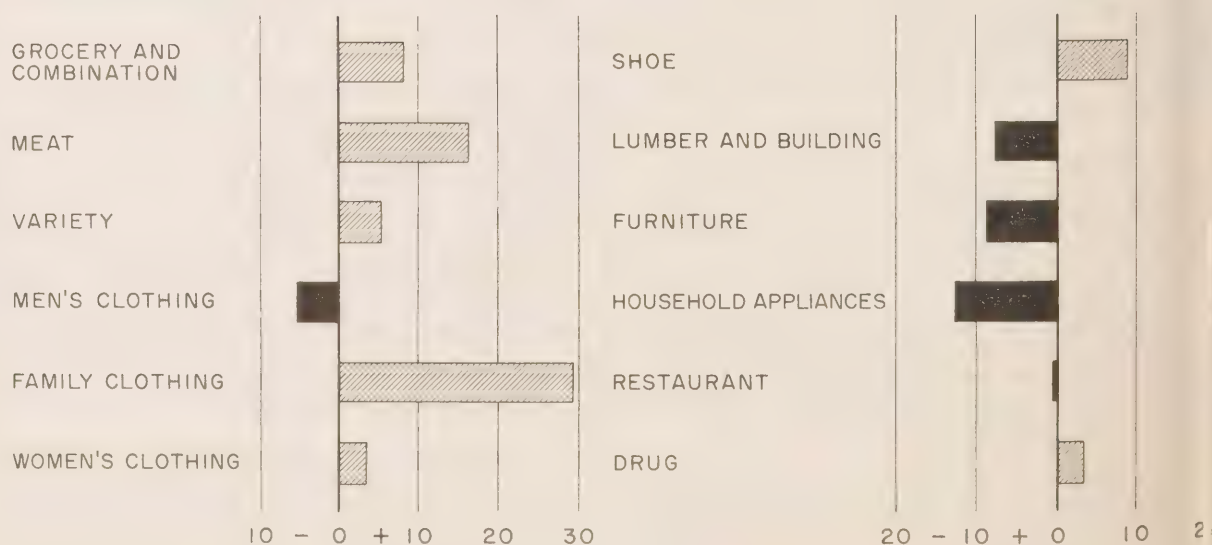 GROCERY AND
COMBINATION
MEAT
VARIETY
MEN'S CLOTHING
FAMILY CLOTHING
WOMEN'S CLOTHING
10 - 0 + 10 20 30
SHOE
LUMBER AND BUILDING
FURNITURE
HOUSEHOLD APPLIANCES
RESTAURANT
DRUG
20 - 10 + 0 10